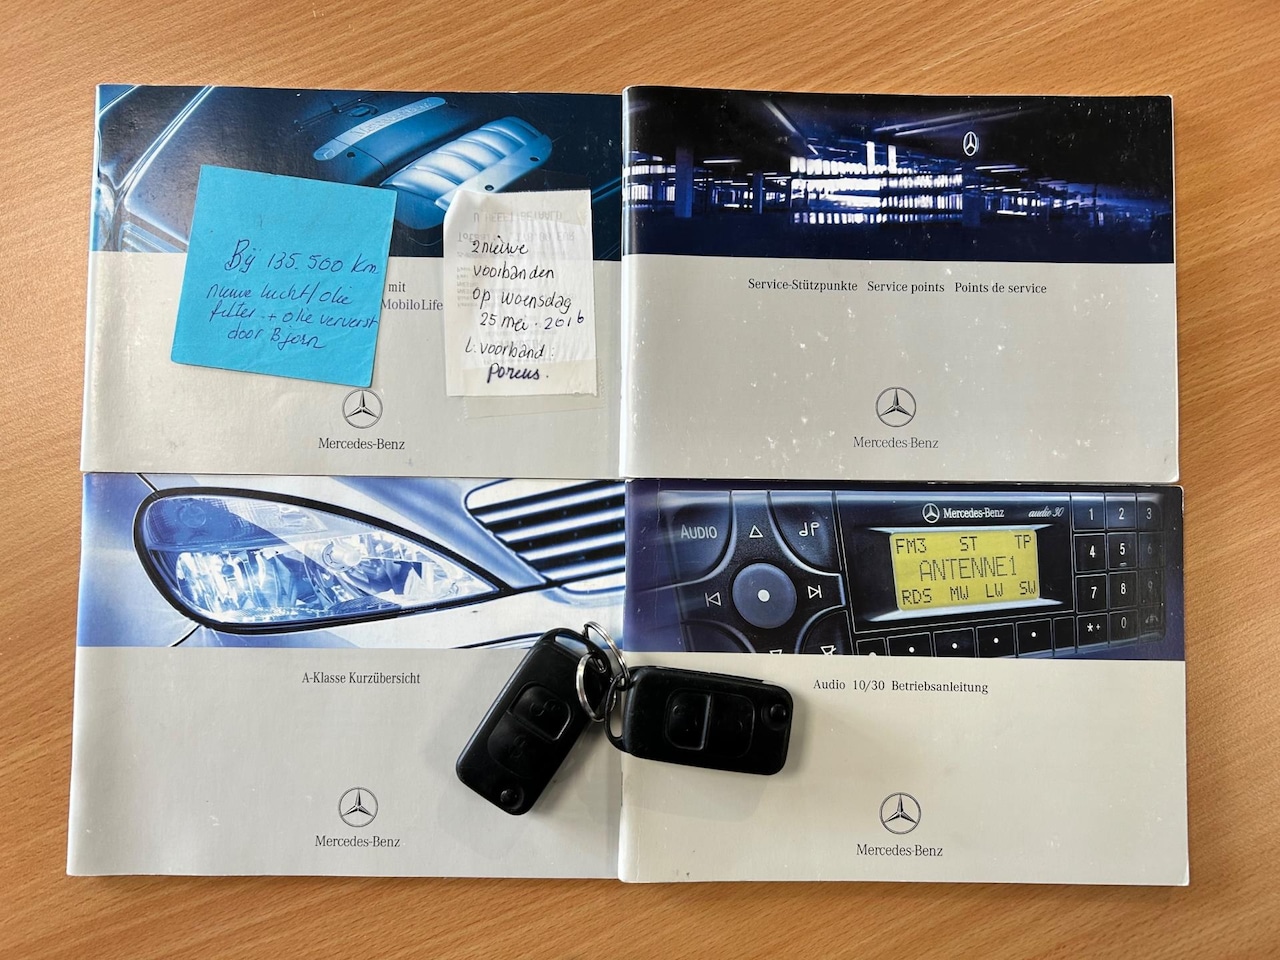 Bij 135.500 km.
nieuwe lucht/olie
filter + olie ververst
door Bjorn
mit
MobiloLife
2 nieuwe
voorbanden
op woensdag
25 mei - 2016
L. voorband:
Mercedes-Benz
Service-Stützpunkte Service points Points de service
Mercedes-Benz
A-Klasse Kurzübersicht
Mercedes-Benz
Mercedes-Benz audio 30
AUDIO
FM3 ST TP
ANTENNE1
RDS MW LW SW
1 2 3
4 5
7 8
*+ 0
Audio 10/30 Betriebsanleitung
Mercedes-Benz